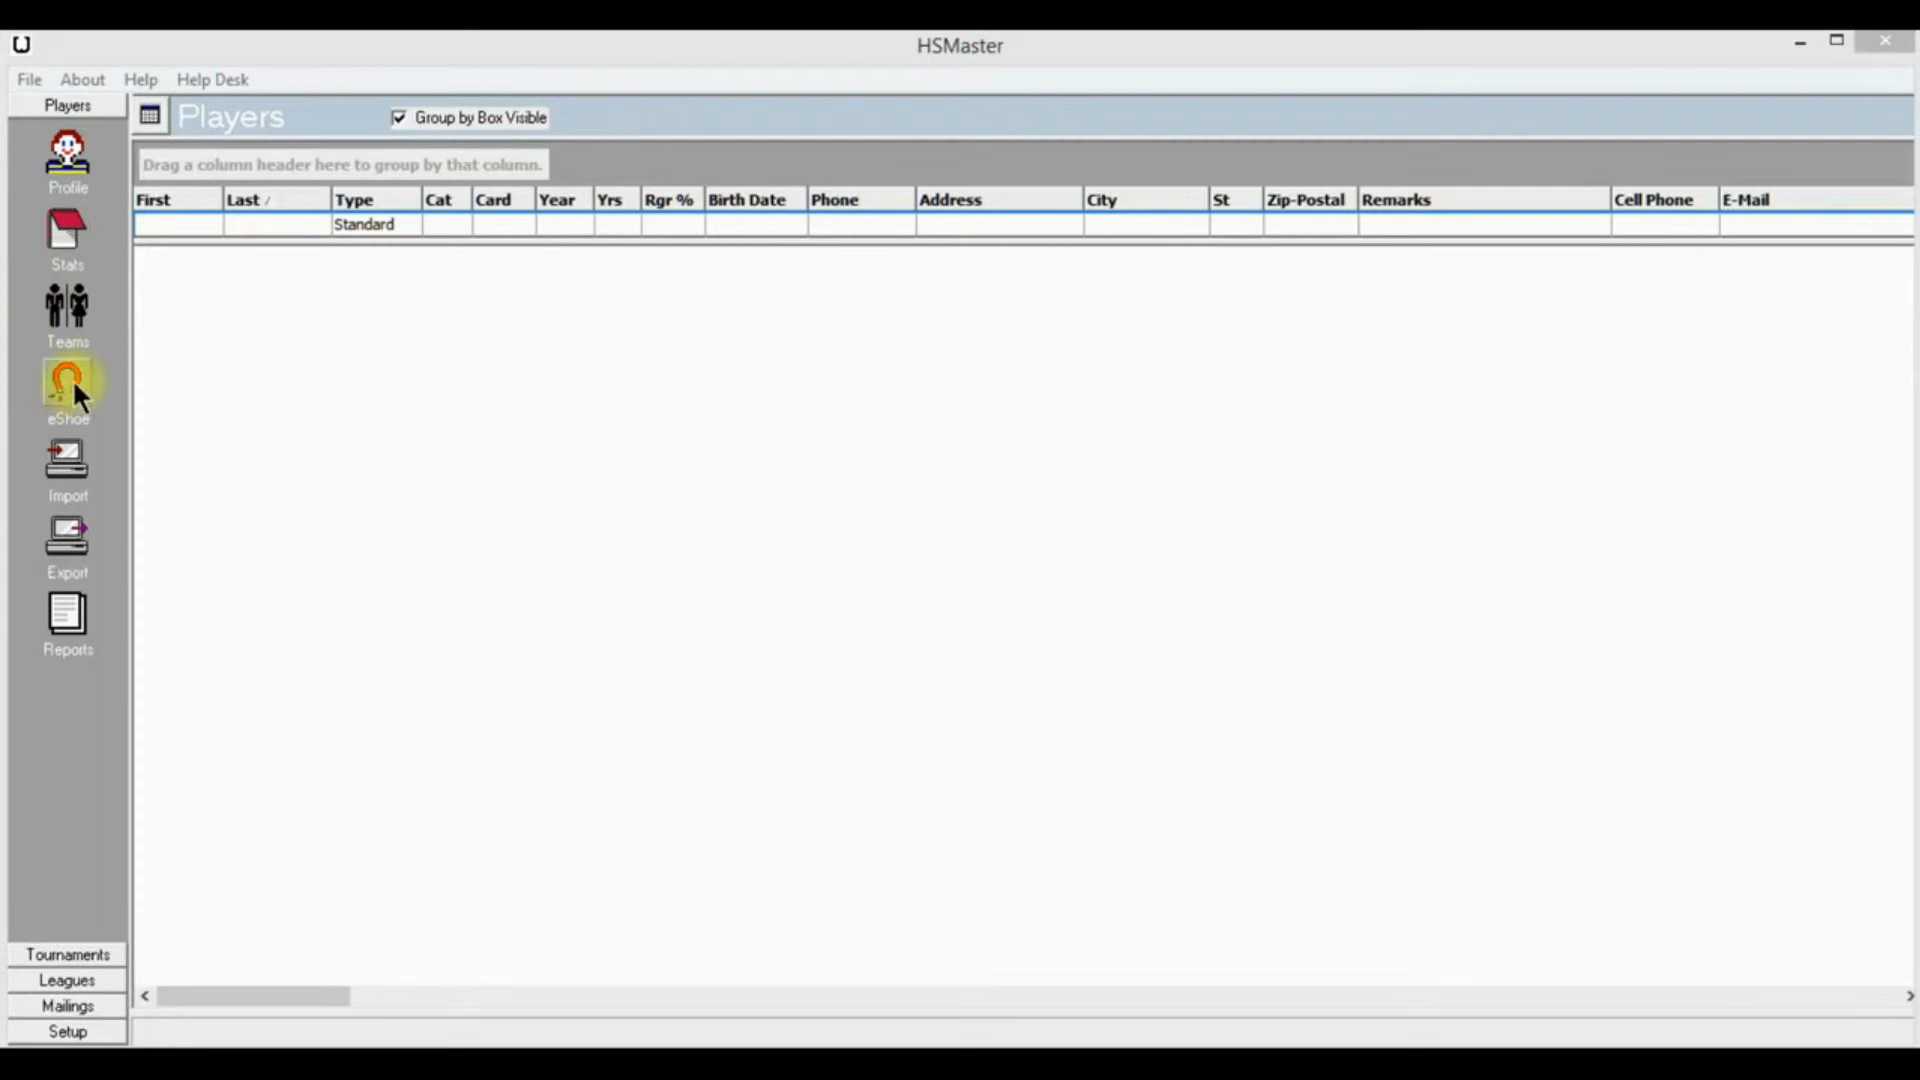 HSMaster
File About Help Help Desk
Players
Players
Group by Box Visible
Drag a column header here to group by that column.
First Last / Type Cat Card Year Yrs Rgr % Birth Date Phone Address City St Zip-Postal Remarks Cell Phone E-Mail
Standard
Profile
Stats
Teams
eShoe
Import
Export
Reports
Tournaments
Leagues
Mailings
Setup